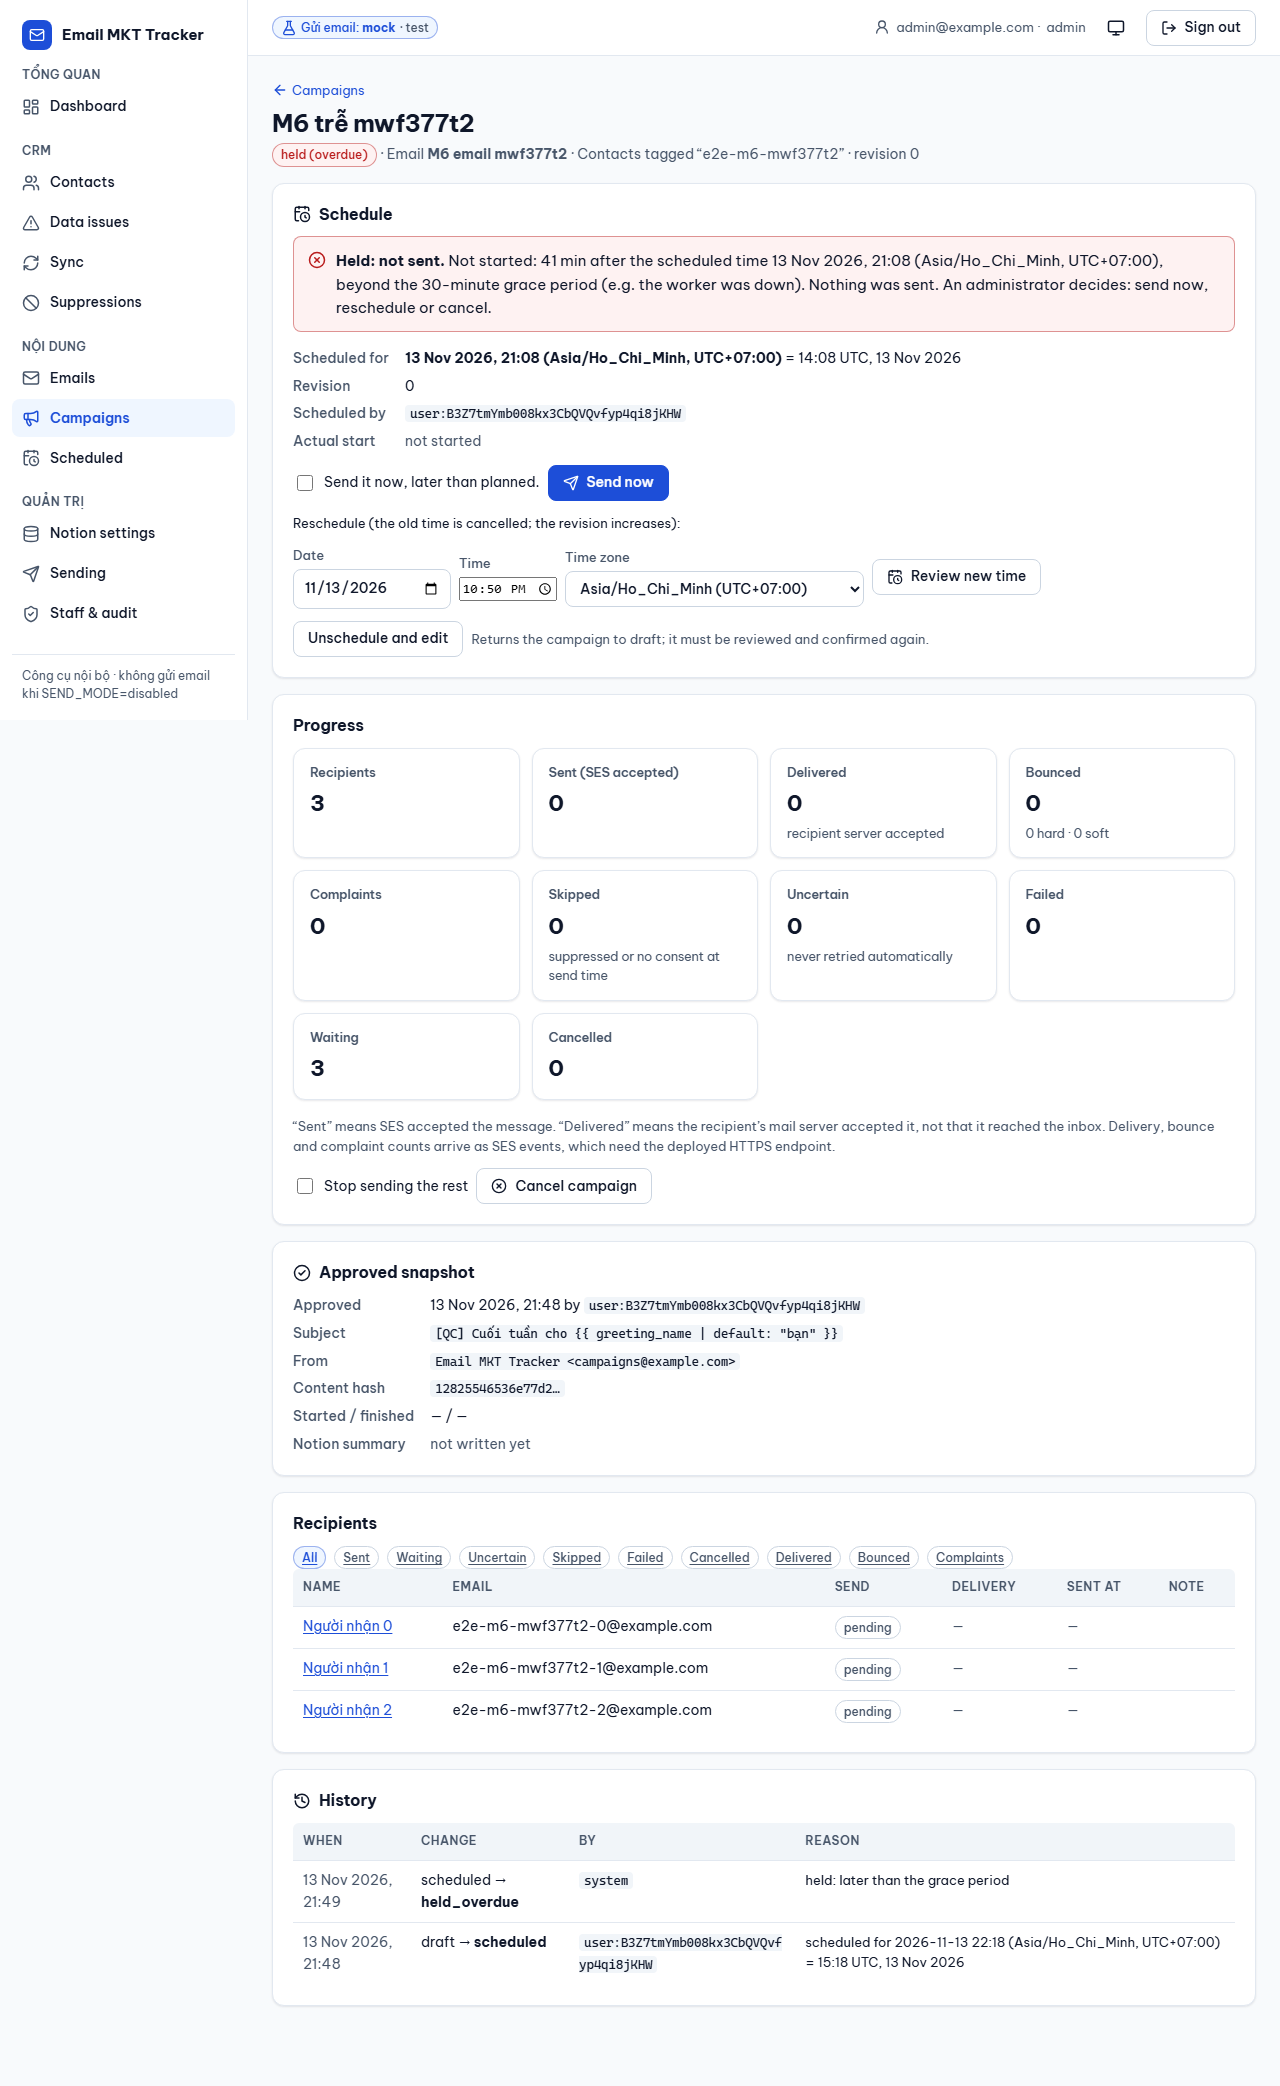 Email MKT Tracker
TỔNG QUAN
Dashboard
CRM
Contacts
Data issues
Sync
Suppressions
NỘI DUNG
Emails
Campaigns
Scheduled
QUẢN TRỊ
Notion settings
Sending
Staff & audit
Công cụ nội bộ · không gửi email
khi SEND_MODE=disabled
Gửi email: mock · test
admin@example.com · admin
Sign out
← Campaigns
M6 trễ mwf377t2
held (overdue) · Email M6 email mwf377t2 · Contacts tagged “e2e-m6-mwf377t2” · revision 0
Schedule
Held: not sent. Not started: 41 min after the scheduled time 13 Nov 2026, 21:08 (Asia/Ho_Chi_Minh, UTC+07:00),
beyond the 30-minute grace period (e.g. the worker was down). Nothing was sent. An administrator decides: send now,
reschedule or cancel.
Scheduled for 13 Nov 2026, 21:08 (Asia/Ho_Chi_Minh, UTC+07:00) = 14:08 UTC, 13 Nov 2026
Revision 0
Scheduled by user:B3Z7tmYmb008kx3CbQVQvfyp4qi8jKHW
Actual start not started
Send it now, later than planned. Send now
Reschedule (the old time is cancelled; the revision increases):
Date Time Time zone
11/13/2026 10:50 PM Asia/Ho_Chi_Minh (UTC+07:00) Review new time
Unschedule and edit Returns the campaign to draft; it must be reviewed and confirmed again.
Progress
Recipients Sent (SES accepted) Delivered Bounced
3 0 0 0
recipient server accepted 0 hard · 0 soft
Complaints Skipped Uncertain Failed
0 0 0 0
suppressed or no consent at never retried automatically
send time
Waiting Cancelled
3 0
“Sent” means SES accepted the message. “Delivered” means the recipient’s mail server accepted it, not that it reached the inbox. Delivery, bounce
and complaint counts arrive as SES events, which need the deployed HTTPS endpoint.
Stop sending the rest Cancel campaign
Approved snapshot
Approved 13 Nov 2026, 21:48 by user:B3Z7tmYmb008kx3CbQVQvfyp4qi8jKHW
Subject [QC] Cuối tuần cho {{ greeting_name | default: "bạn" }}
From Email MKT Tracker <campaigns@example.com>
Content hash 12825546536e77d2…
Started / finished — / —
Notion summary not written yet
Recipients
All Sent Waiting Uncertain Skipped Failed Cancelled Delivered Bounced Complaints
NAME EMAIL SEND DELIVERY SENT AT NOTE
Người nhận 0 e2e-m6-mwf377t2-0@example.com pending — —
Người nhận 1 e2e-m6-mwf377t2-1@example.com pending — —
Người nhận 2 e2e-m6-mwf377t2-2@example.com pending — —
History
WHEN CHANGE BY REASON
13 Nov 2026, scheduled → system held: later than the grace period
21:49 held_overdue
13 Nov 2026, draft → scheduled user:B3Z7tmYmb008kx3CbQVQvf scheduled for 2026-11-13 22:18 (Asia/Ho_Chi_Minh, UTC+07:00)
21:48 yp4qi8jKHW = 15:18 UTC, 13 Nov 2026